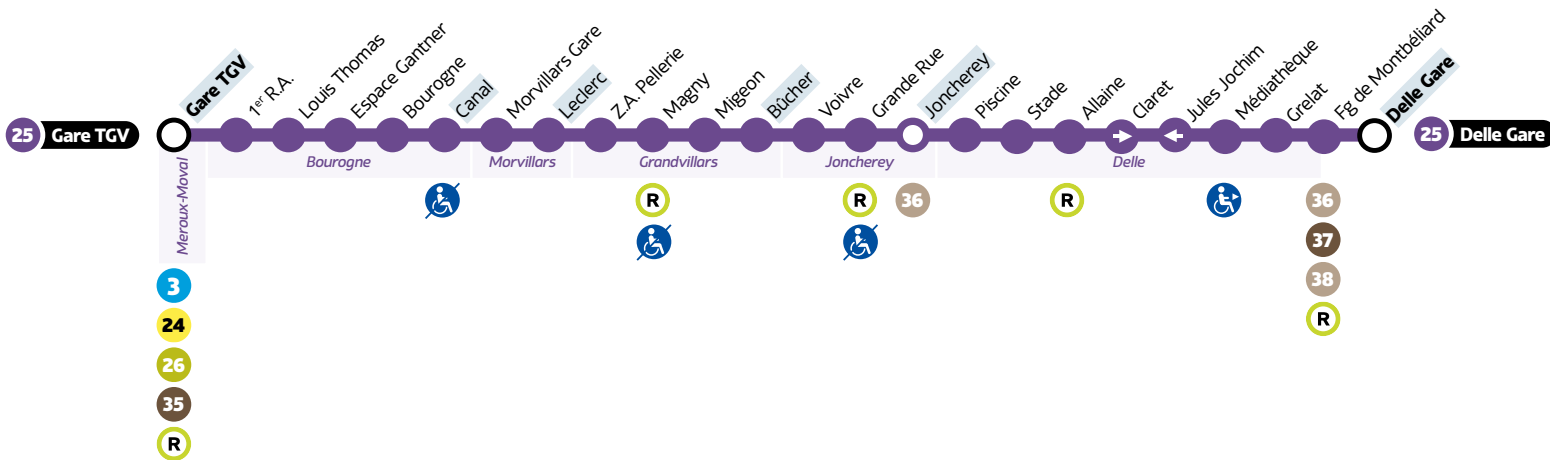 25 Gare TGV
Gare TGV
1er R.A.
Louis Thomas
Espace Gantner
Bourogne
Canal
Morvillars Gare
Leclerc
Z.A. Pellerie
Magny
Migeon
Bûcher
Voivre
Grande Rue
Joncherey
Piscine
Stade
Allaine
Claret
Jules Jochim
Médiathèque
Grelat
Fg de Montbéliard
Delle Gare
25 Delle Gare
Meroux-Moval
Bourogne
Morvillars
Grandvillars
Joncherey
Delle
R
R
36
R
36
37
38
R
3
24
26
35
R